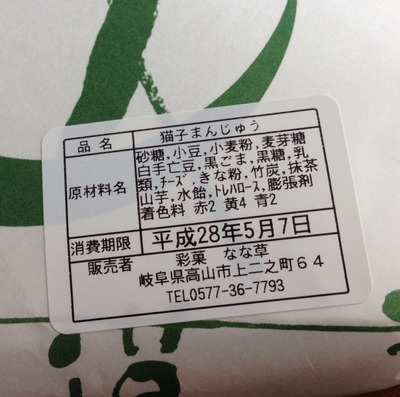 品名 猫子まんじゅう
原材料名 砂糖,小豆,小麦粉,麦芽糖
白手亡豆,黒ごま,黒糖,乳
類,ﾁｰｽﾞ,きな粉,竹炭,抹茶
山芋,水飴,ﾄﾚﾊﾛｰｽ,膨張剤
着色料 赤2 黄4 青2
消費期限 平成28年5月7日
販売者 彩菓 なな草
岐阜県高山市上二之町６４
TEL0577-36-7793